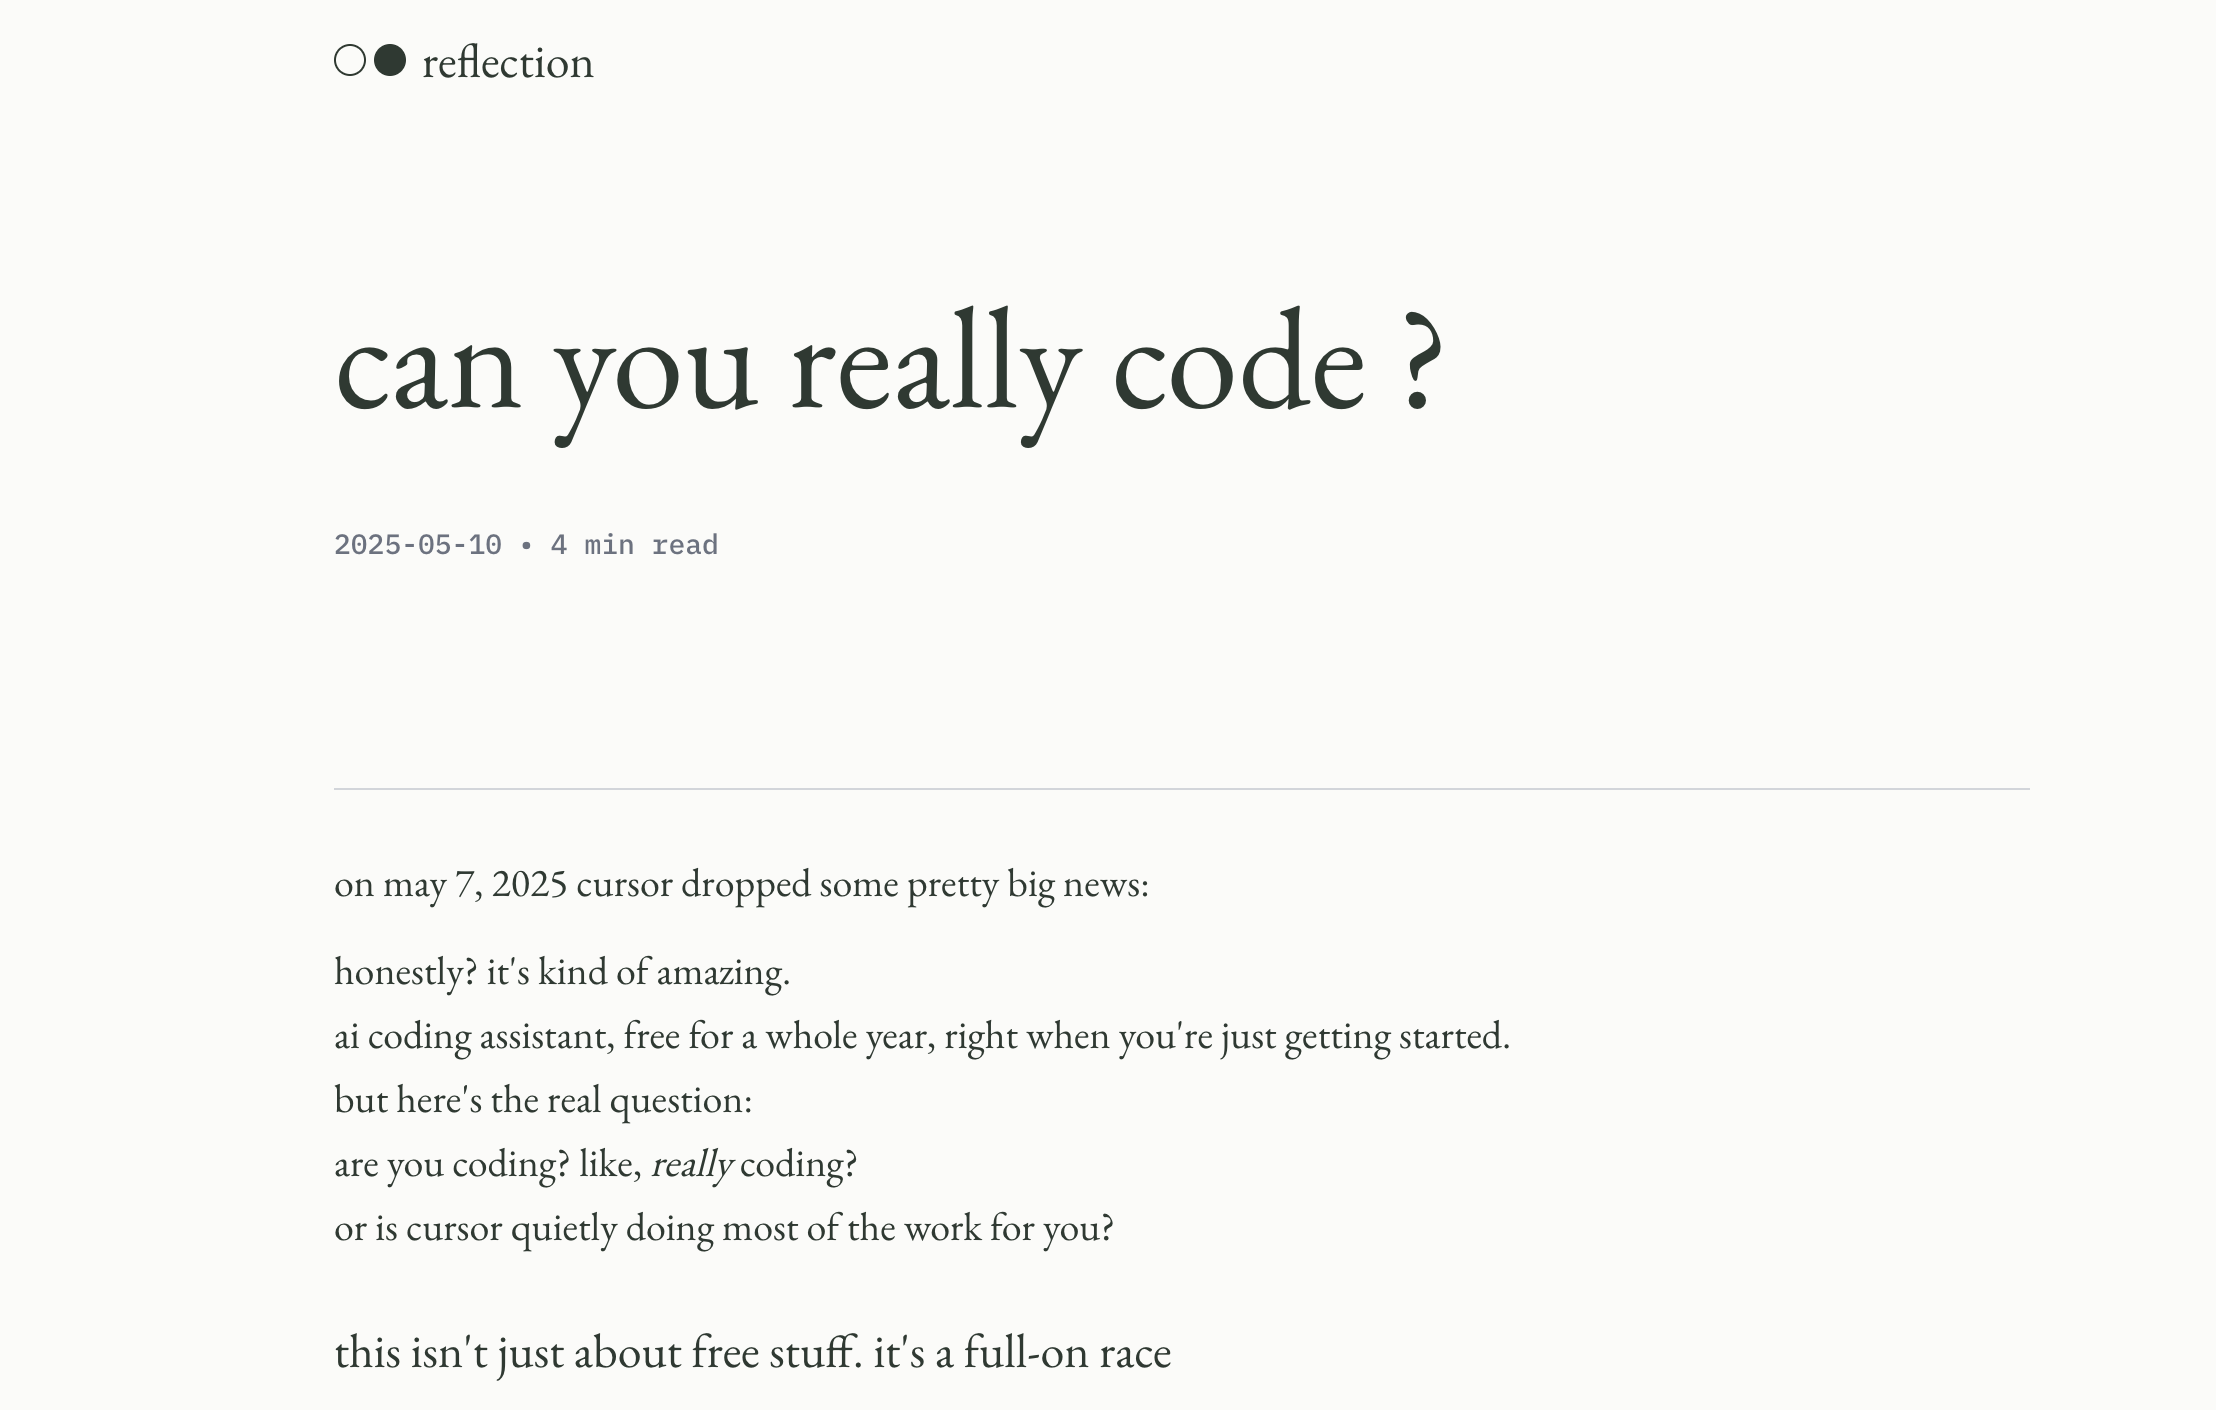 reflection
can you really code ?
2025-05-10 • 4 min read
on may 7, 2025 cursor dropped some pretty big news:
honestly? it's kind of amazing.
ai coding assistant, free for a whole year, right when you're just getting started.
but here's the real question:
are you coding? like, really coding?
or is cursor quietly doing most of the work for you?
this isn't just about free stuff. it's a full-on race